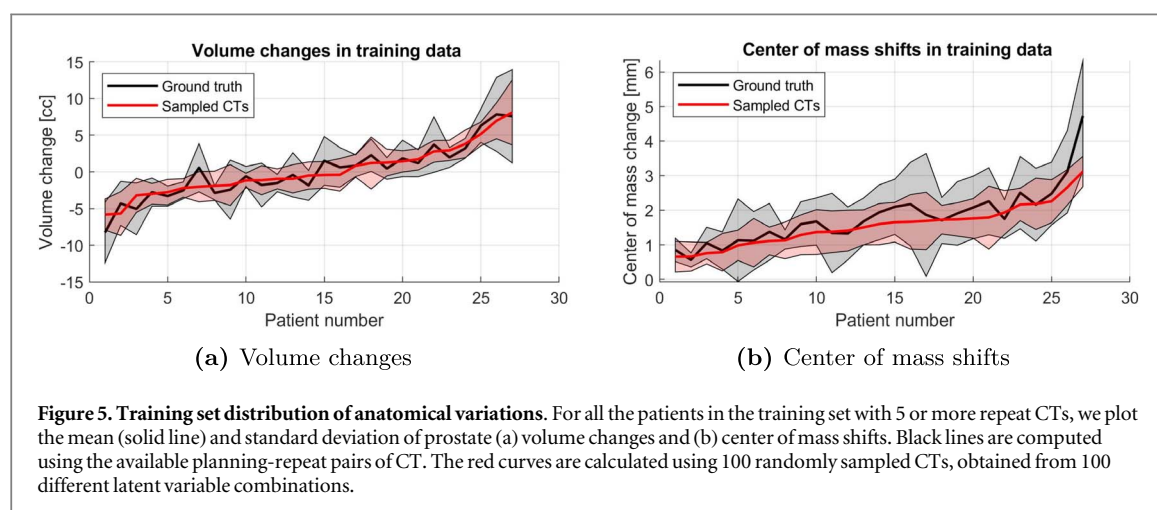 Volume changes in training data
15
10
5
0
-5
-10
-15
Volume change [cc]
Ground truth
Sampled CTs
0 5 10 15 20 25 30
Patient number
(a) Volume changes
Center of mass shifts in training data
6
5
4
3
2
1
0
Center of mass change [mm]
Ground truth
Sampled CTs
0 5 10 15 20 25 30
Patient number
(b) Center of mass shifts
Figure 5. Training set distribution of anatomical variations. For all the patients in the training set with 5 or more repeat CTs, we plot
the mean (solid line) and standard deviation of prostate (a) volume changes and (b) center of mass shifts. Black lines are computed
using the available planning-repeat pairs of CT. The red curves are calculated using 100 randomly sampled CTs, obtained from 100
different latent variable combinations.